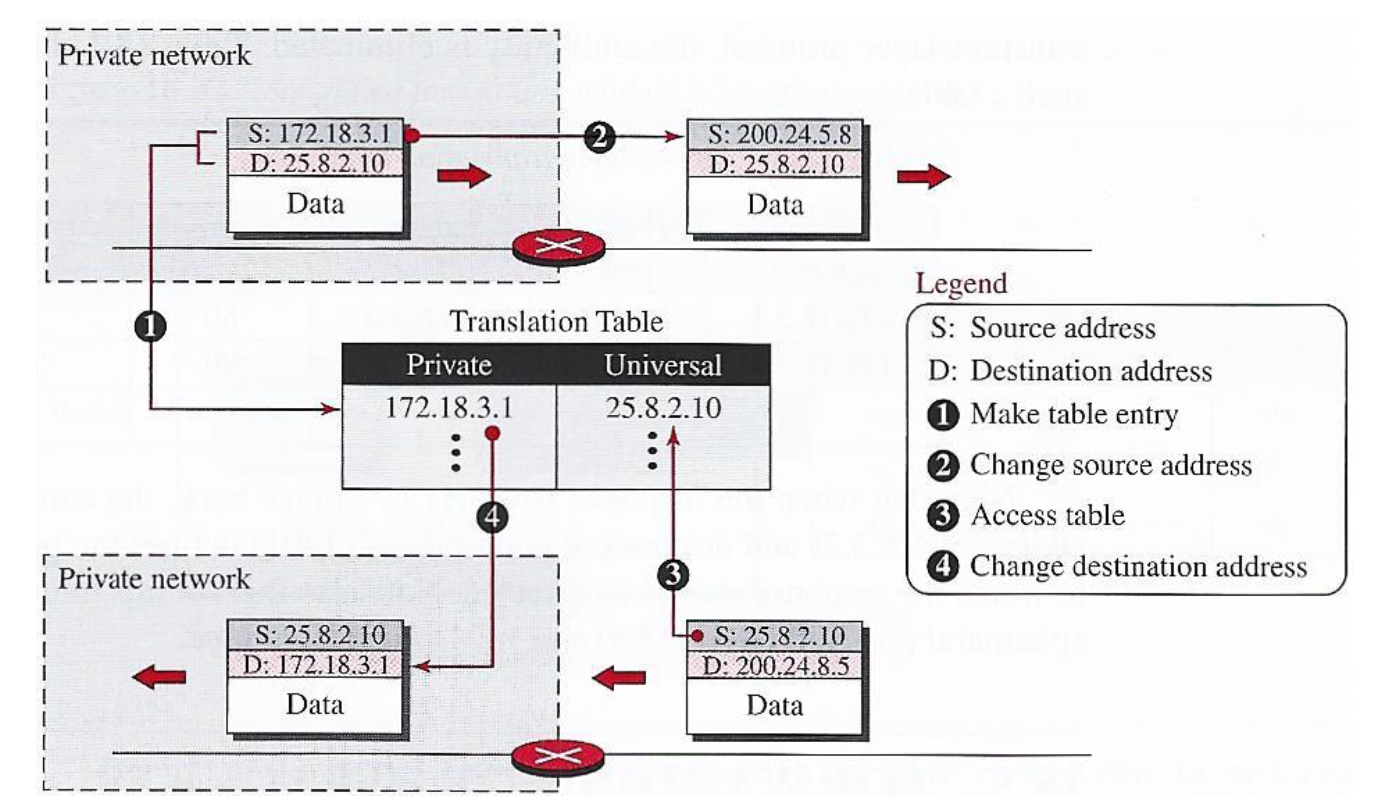 Private network
S: 172.18.3.1
D: 25.8.2.10
Data
2
S: 200.24.5.8
D: 25.8.2.10
Data
1
Translation Table
Private Universal
172.18.3.1 25.8.2.10
4
3
Legend
S: Source address
D: Destination address
1 Make table entry
2 Change source address
3 Access table
4 Change destination address
Private network
S: 25.8.2.10
D: 172.18.3.1
Data
S: 25.8.2.10
D: 200.24.8.5
Data